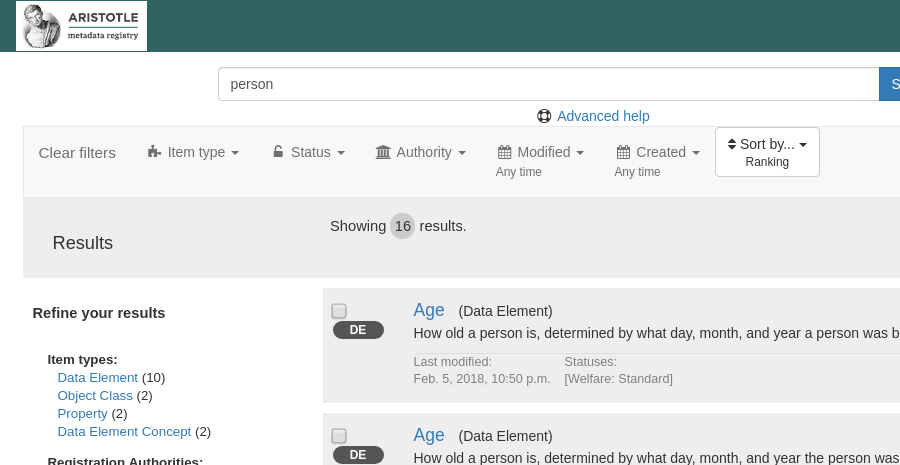 ARISTOTLE
metadata registry
person
S
Advanced help
Clear filters
Item type
Status
Authority
Modified
Any time
Created
Any time
Sort by...
Ranking
Results
Showing 16 results.
Refine your results
Item types:
Data Element (10)
Object Class (2)
Property (2)
Data Element Concept (2)
Registration Authorities:
DE
Age (Data Element)
How old a person is, determined by what day, month, and year a person was b
Last modified:
Feb. 5, 2018, 10:50 p.m.
Statuses:
[Welfare: Standard]
DE
Age (Data Element)
How old a person is, determined by what day, month, and year the person was